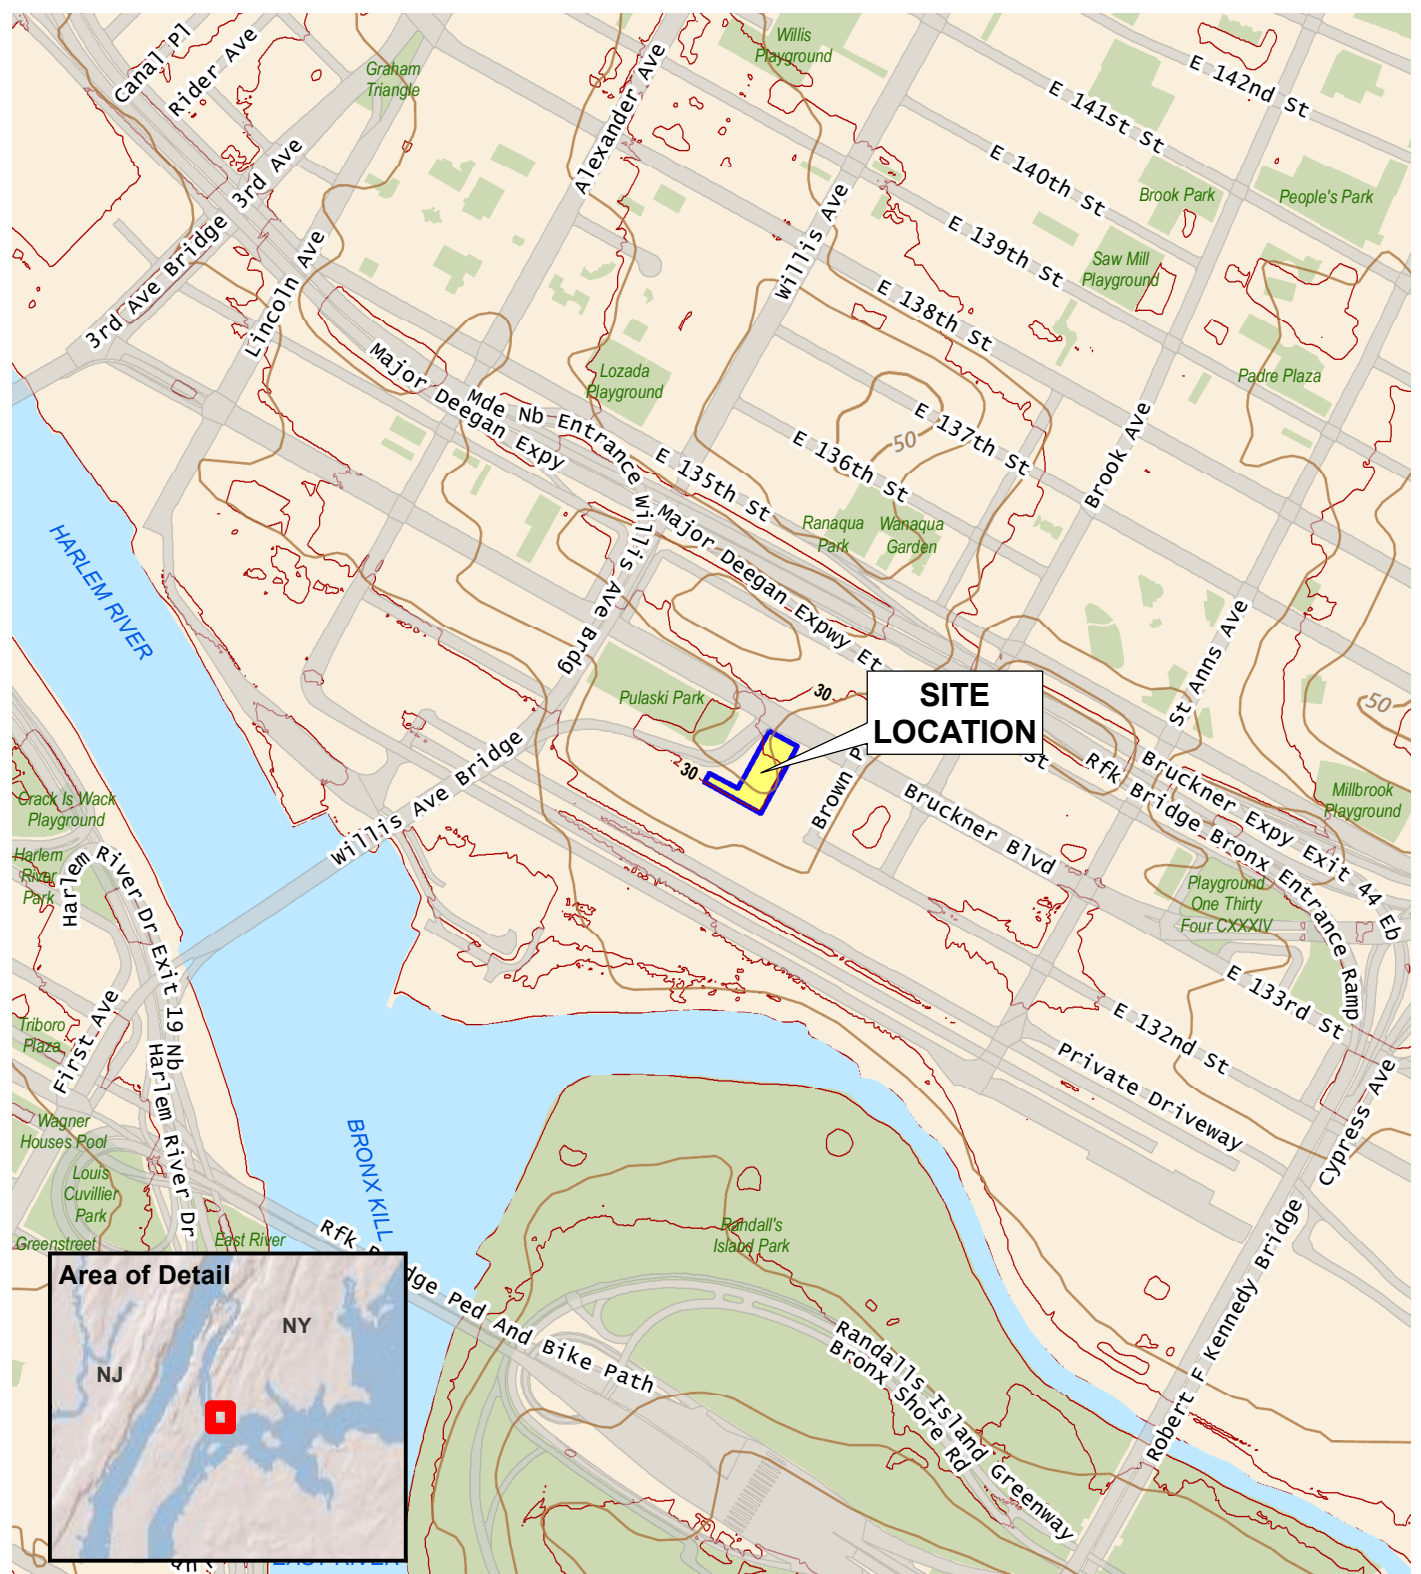 Canal Pl
Rider Ave
Graham
Triangle
Alexander Ave
Willis
Playground
E 142nd St
E 141st St
E 140th St
Brook Park
People's Park
3rd Ave
3rd Ave Bridge
Lincoln Ave
Willis Ave
E 139th St
Saw Mill
Playground
E 138th St
Major Deegan Expy
Mde Nb Entrance
Lozada
Playground
Padre Plaza
E 137th St
50
E 136th St
E 135th St
Brook Ave
Willis Ave Brdg
Major Deegan Expwy Et
Ranaqua
Park
Wanaqua
Garden
HARLEM RIVER
St Anns Ave
Pulaski Park
30
SITE
LOCATION
50
30
St
Brown P
Willis Ave Bridge
Bruckner Blvd
Rfk Bridge Bronx Entrance Ramp
Bruckner Expy Exit 44 Eb
Millbrook
Playground
Crack Is Wack
Playground
Harlem
River
Park
Harlem River Dr Exit 19 Nb
Playground
One Thirty
Four CXXXIV
E 133rd St
First Ave
Triboro
Plaza
Harlem River Dr
E 132nd St
Private Driveway
Cypress Ave
Wagner
Houses Pool
Louis
Cuvillier
Park
Greenstreet
East River
BRONX KILL
Rfk
dge Ped And Bike Path
Randall's
Island Park
Robert F Kennedy Bridge
Randalls Island Greenway
Bronx Shore Rd
Area of Detail
NY
NJ